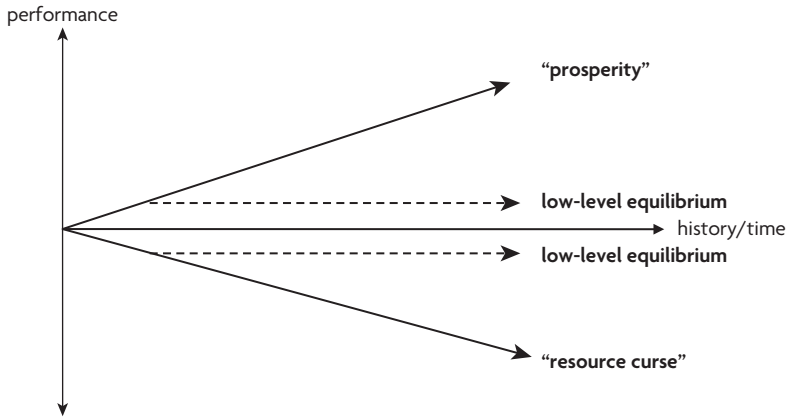 performance
“prosperity”
low-level equilibrium
history/time
low-level equilibrium
“resource curse”